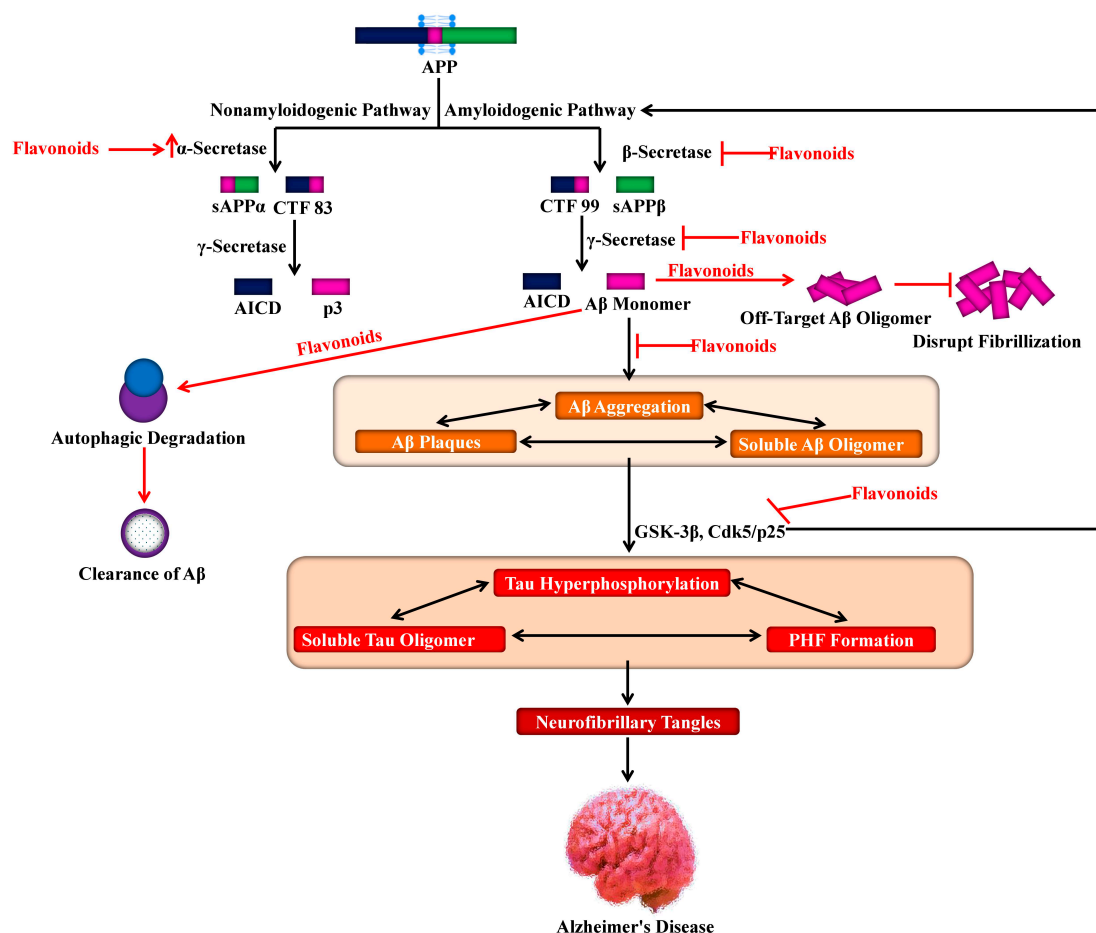 APP
Nonamyloidogenic Pathway
Amyloidogenic Pathway
Flavonoids
α-Secretase
β-Secretase
Flavonoids
sAPPα
CTF 83
CTF 99
sAPPβ
γ-Secretase
γ-Secretase
Flavonoids
AICD
p3
AICD
Aβ Monomer
Flavonoids
Off-Target Aβ Oligomer
Disrupt Fibrillization
Flavonoids
Flavonoids
Autophagic Degradation
Aβ Aggregation
Aβ Plaques
Soluble Aβ Oligomer
Flavonoids
GSK-3β, Cdk5/p25
Clearance of Aβ
Tau Hyperphosphorylation
Soluble Tau Oligomer
PHF Formation
Neurofibrillary Tangles
Alzheimer's Disease